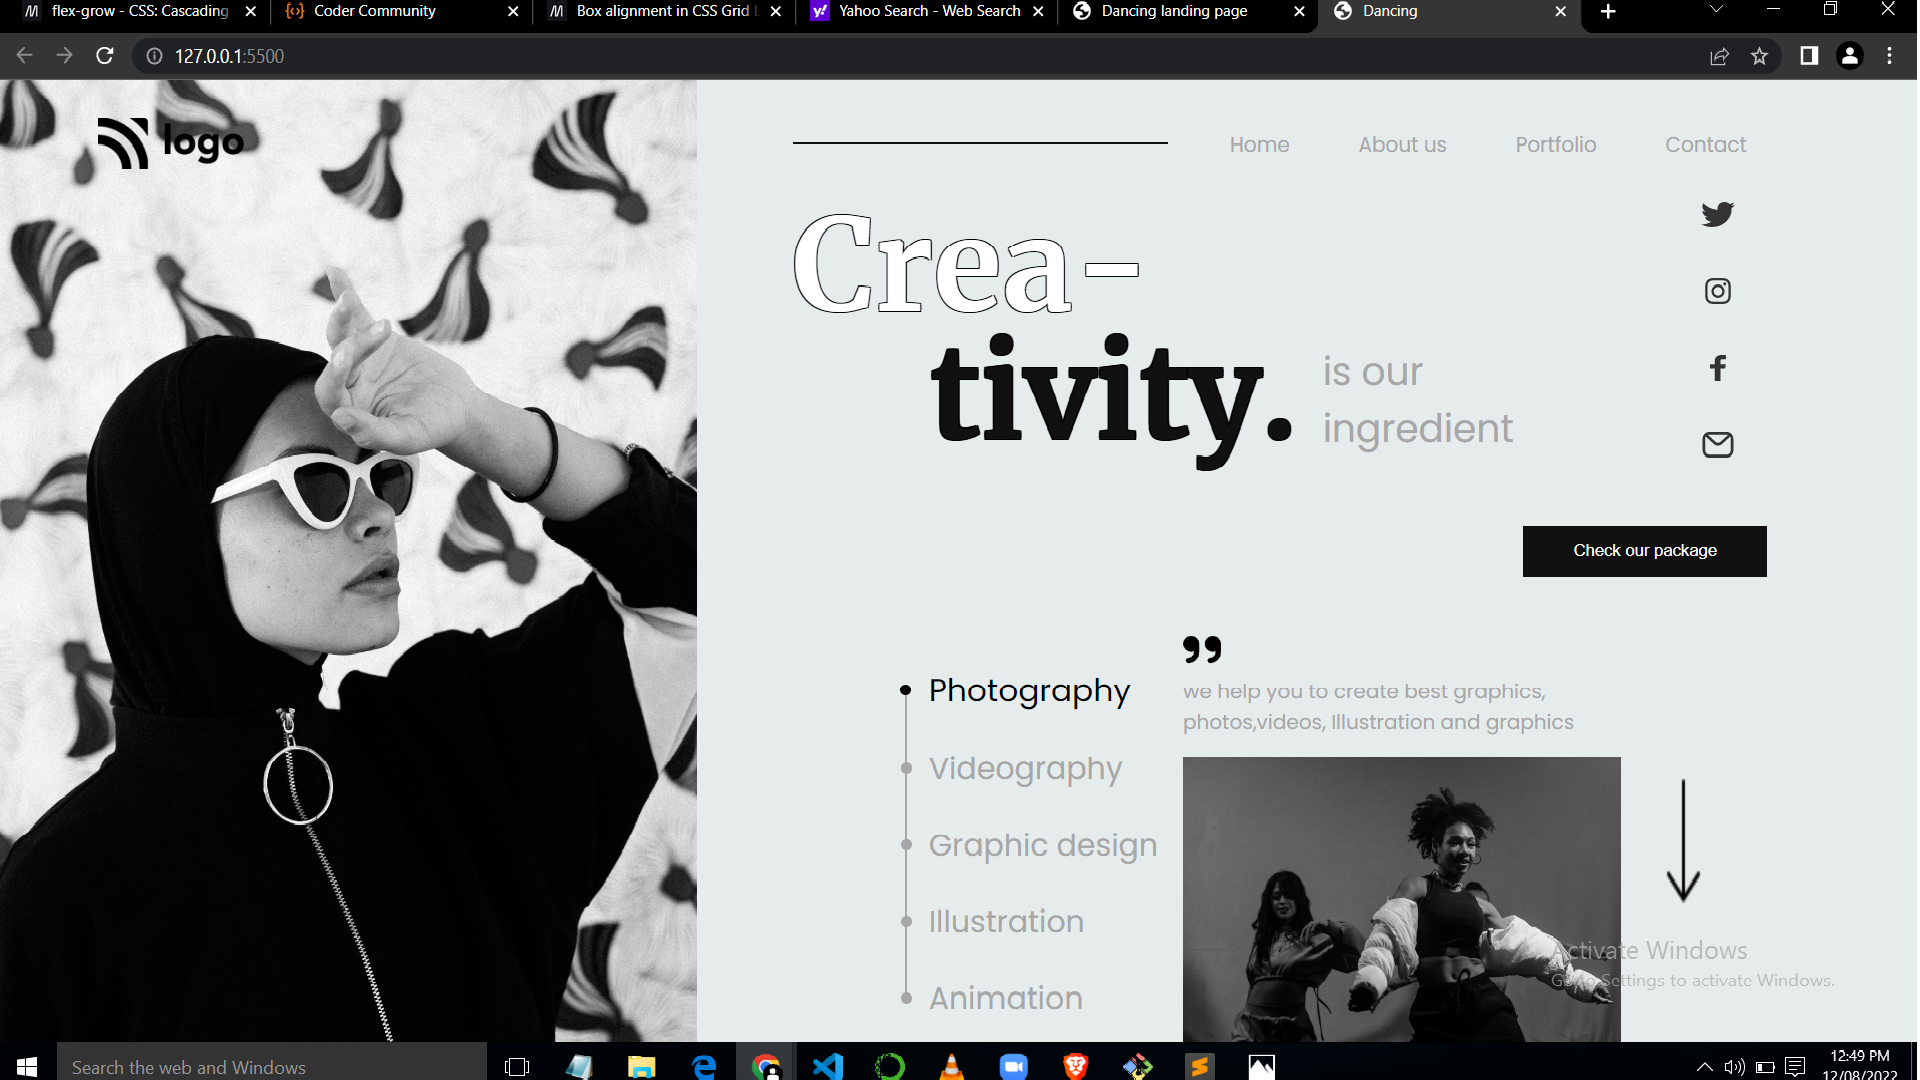 flex-grow - CSS: Cascading
Coder Community
Box alignment in CSS Grid L
Yahoo Search - Web Search
Dancing landing page
Dancing
127.0.0.1:5500
logo
Home
About us
Portfolio
Contact
Crea-
tivity.
is our
ingredient
Check our package
Photography
Videography
Graphic design
Illustration
Animation
we help you to create best graphics,
photos,videos, Illustration and graphics
Activate Windows
Go to Settings to activate Windows.
Search the web and Windows
12:49 PM
12/08/2022